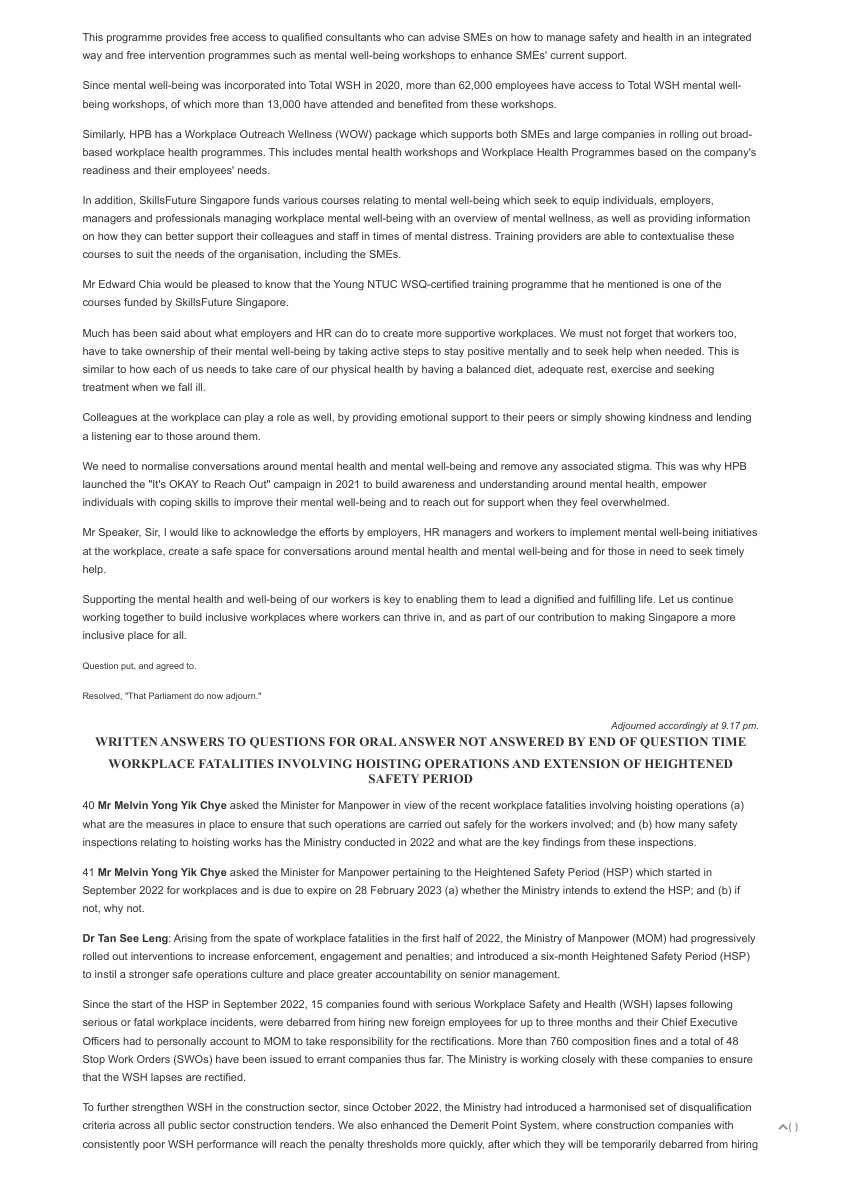 This programme provides free access to qualified consultants who can advise SMEs on how to manage safety and health in an integrated
way and free intervention programmes such as mental well-being workshops to enhance SMEs' current support.
Since mental well-being was incorporated into Total WSH in 2020, more than 62,000 employees have access to Total WSH mental well-
being workshops, of which more than 13,000 have attended and benefited from these workshops.
Similarly, HPB has a Workplace Outreach Wellness (WOW) package which supports both SMEs and large companies in rolling out broad-
based workplace health programmes. This includes mental health workshops and Workplace Health Programmes based on the company's
readiness and their employees' needs.
In addition, SkillsFuture Singapore funds various courses relating to mental well-being which seek to equip individuals, employers,
managers and professionals managing workplace mental well-being with an overview of mental wellness, as well as providing information
on how they can better support their colleagues and staff in times of mental distress. Training providers are able to contextualise these
courses to suit the needs of the organisation, including the SMEs.
Mr Edward Chia would be pleased to know that the Young NTUC WSQ-certified training programme that he mentioned is one of the
courses funded by SkillsFuture Singapore.
Much has been said about what employers and HR can do to create more supportive workplaces. We must not forget that workers too,
have to take ownership of their mental well-being by taking active steps to stay positive mentally and to seek help when needed. This is
similar to how each of us needs to take care of our physical health by having a balanced diet, adequate rest, exercise and seeking
treatment when we fall ill.
Colleagues at the workplace can play a role as well, by providing emotional support to their peers or simply showing kindness and lending
a listening ear to those around them.
We need to normalise conversations around mental health and mental well-being and remove any associated stigma. This was why HPB
launched the "It's OKAY to Reach Out" campaign in 2021 to build awareness and understanding around mental health, empower
individuals with coping skills to improve their mental well-being and to reach out for support when they feel overwhelmed.
Mr Speaker, Sir, I would like to acknowledge the efforts by employers, HR managers and workers to implement mental well-being initiatives
at the workplace, create a safe space for conversations around mental health and mental well-being and for those in need to seek timely
help.
Supporting the mental health and well-being of our workers is key to enabling them to lead a dignified and fulfilling life. Let us continue
working together to build inclusive workplaces where workers can thrive in, and as part of our contribution to making Singapore a more
inclusive place for all.
Question put, and agreed to.
Resolved, "That Parliament do now adjourn."
Adjourned accordingly at 9.17 pm.
WRITTEN ANSWERS TO QUESTIONS FOR ORAL ANSWER NOT ANSWERED BY END OF QUESTION TIME
WORKPLACE FATALITIES INVOLVING HOISTING OPERATIONS AND EXTENSION OF HEIGHTENED
SAFETY PERIOD
40 Mr Melvin Yong Yik Chye asked the Minister for Manpower in view of the recent workplace fatalities involving hoisting operations (a)
what are the measures in place to ensure that such operations are carried out safely for the workers involved; and (b) how many safety
inspections relating to hoisting works has the Ministry conducted in 2022 and what are the key findings from these inspections.
41 Mr Melvin Yong Yik Chye asked the Minister for Manpower pertaining to the Heightened Safety Period (HSP) which started in
September 2022 for workplaces and is due to expire on 28 February 2023 (a) whether the Ministry intends to extend the HSP; and (b) if
not, why not.
Dr Tan See Leng: Arising from the spate of workplace fatalities in the first half of 2022, the Ministry of Manpower (MOM) had progressively
rolled out interventions to increase enforcement, engagement and penalties; and introduced a six-month Heightened Safety Period (HSP)
to instil a stronger safe operations culture and place greater accountability on senior management.
Since the start of the HSP in September 2022, 15 companies found with serious Workplace Safety and Health (WSH) lapses following
serious or fatal workplace incidents, were debarred from hiring new foreign employees for up to three months and their Chief Executive
Officers had to personally account to MOM to take responsibility for the rectifications. More than 760 composition fines and a total of 48
Stop Work Orders (SWOs) have been issued to errant companies thus far. The Ministry is working closely with these companies to ensure
that the WSH lapses are rectified.
To further strengthen WSH in the construction sector, since October 2022, the Ministry had introduced a harmonised set of disqualification
criteria across all public sector construction tenders. We also enhanced the Demerit Point System, where construction companies with
consistently poor WSH performance will reach the penalty thresholds more quickly, after which they will be temporarily debarred from hiring
( )